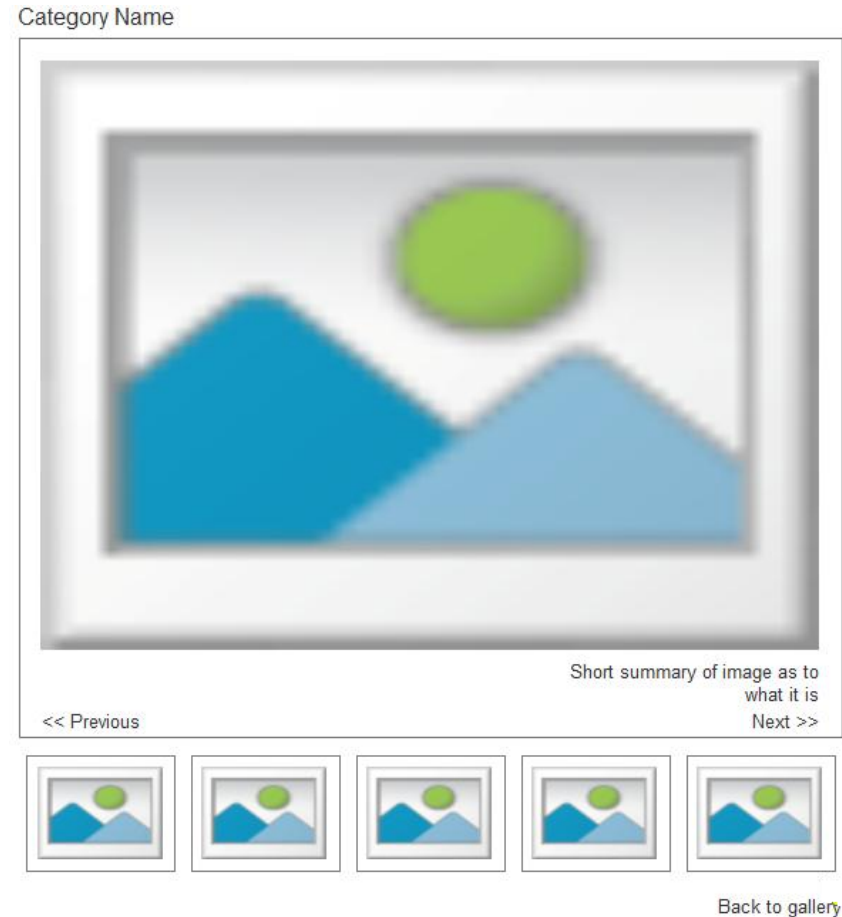 Category Name
Short summary of image as to
what it is
<< Previous
Next >>
Back to gallery